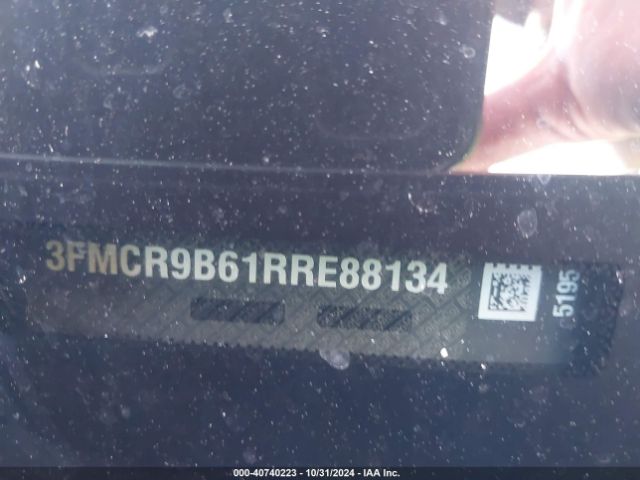 3FMCR9B61RRE88134
5195
000-40740223 - 10/31/2024 - IAA Inc.